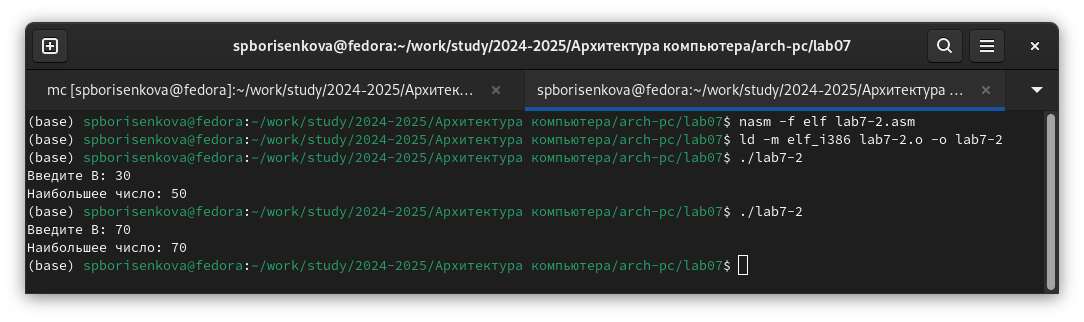 spborisenkova@fedora:~/work/study/2024-2025/Архитектура компьютера/arch-pc/lab07
mc [spborisenkova@fedora]:~/work/study/2024-2025/Архитек...
spborisenkova@fedora:~/work/study/2024-2025/Архитектура ...
(base) spborisenkova@fedora:~/work/study/2024-2025/Архитектура компьютера/arch-pc/lab07$ nasm -f elf lab7-2.asm
(base) spborisenkova@fedora:~/work/study/2024-2025/Архитектура компьютера/arch-pc/lab07$ ld -m elf_i386 lab7-2.o -o lab7-2
(base) spborisenkova@fedora:~/work/study/2024-2025/Архитектура компьютера/arch-pc/lab07$ ./lab7-2
Введите B: 30
Наибольшее число: 50
(base) spborisenkova@fedora:~/work/study/2024-2025/Архитектура компьютера/arch-pc/lab07$ ./lab7-2
Введите B: 70
Наибольшее число: 70
(base) spborisenkova@fedora:~/work/study/2024-2025/Архитектура компьютера/arch-pc/lab07$